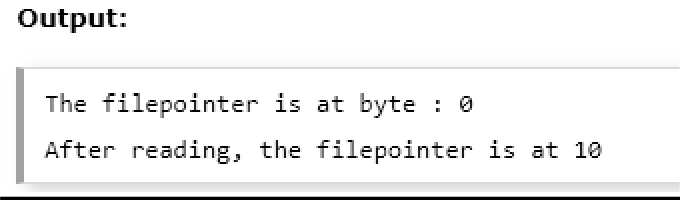 Output:
The filepointer is at byte : 0
After reading, the filepointer is at 10